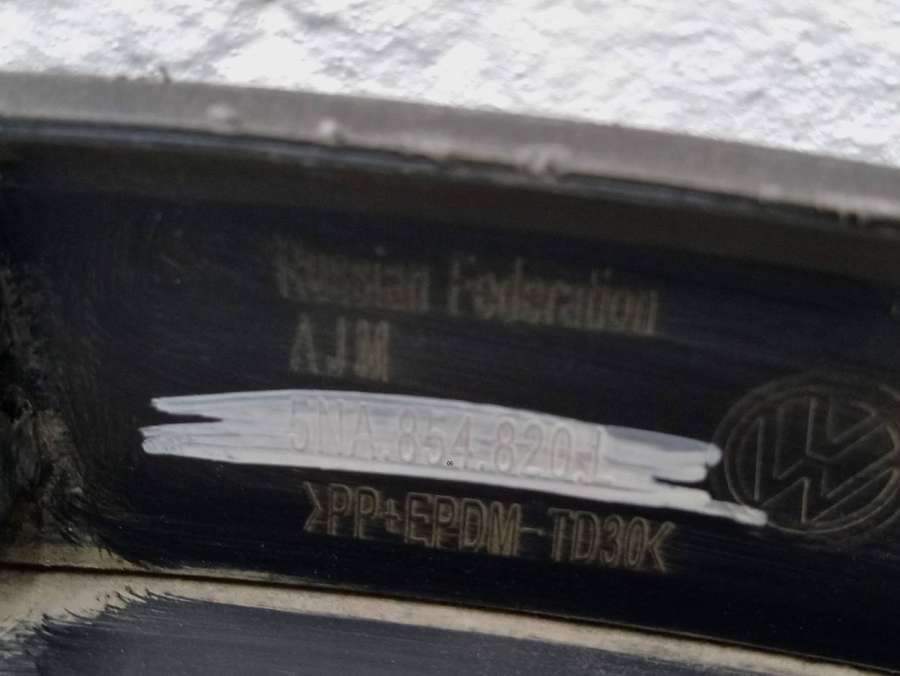 Russian Federation
AJM
5NA.854.820.J
>PP+EPDM-TD30<